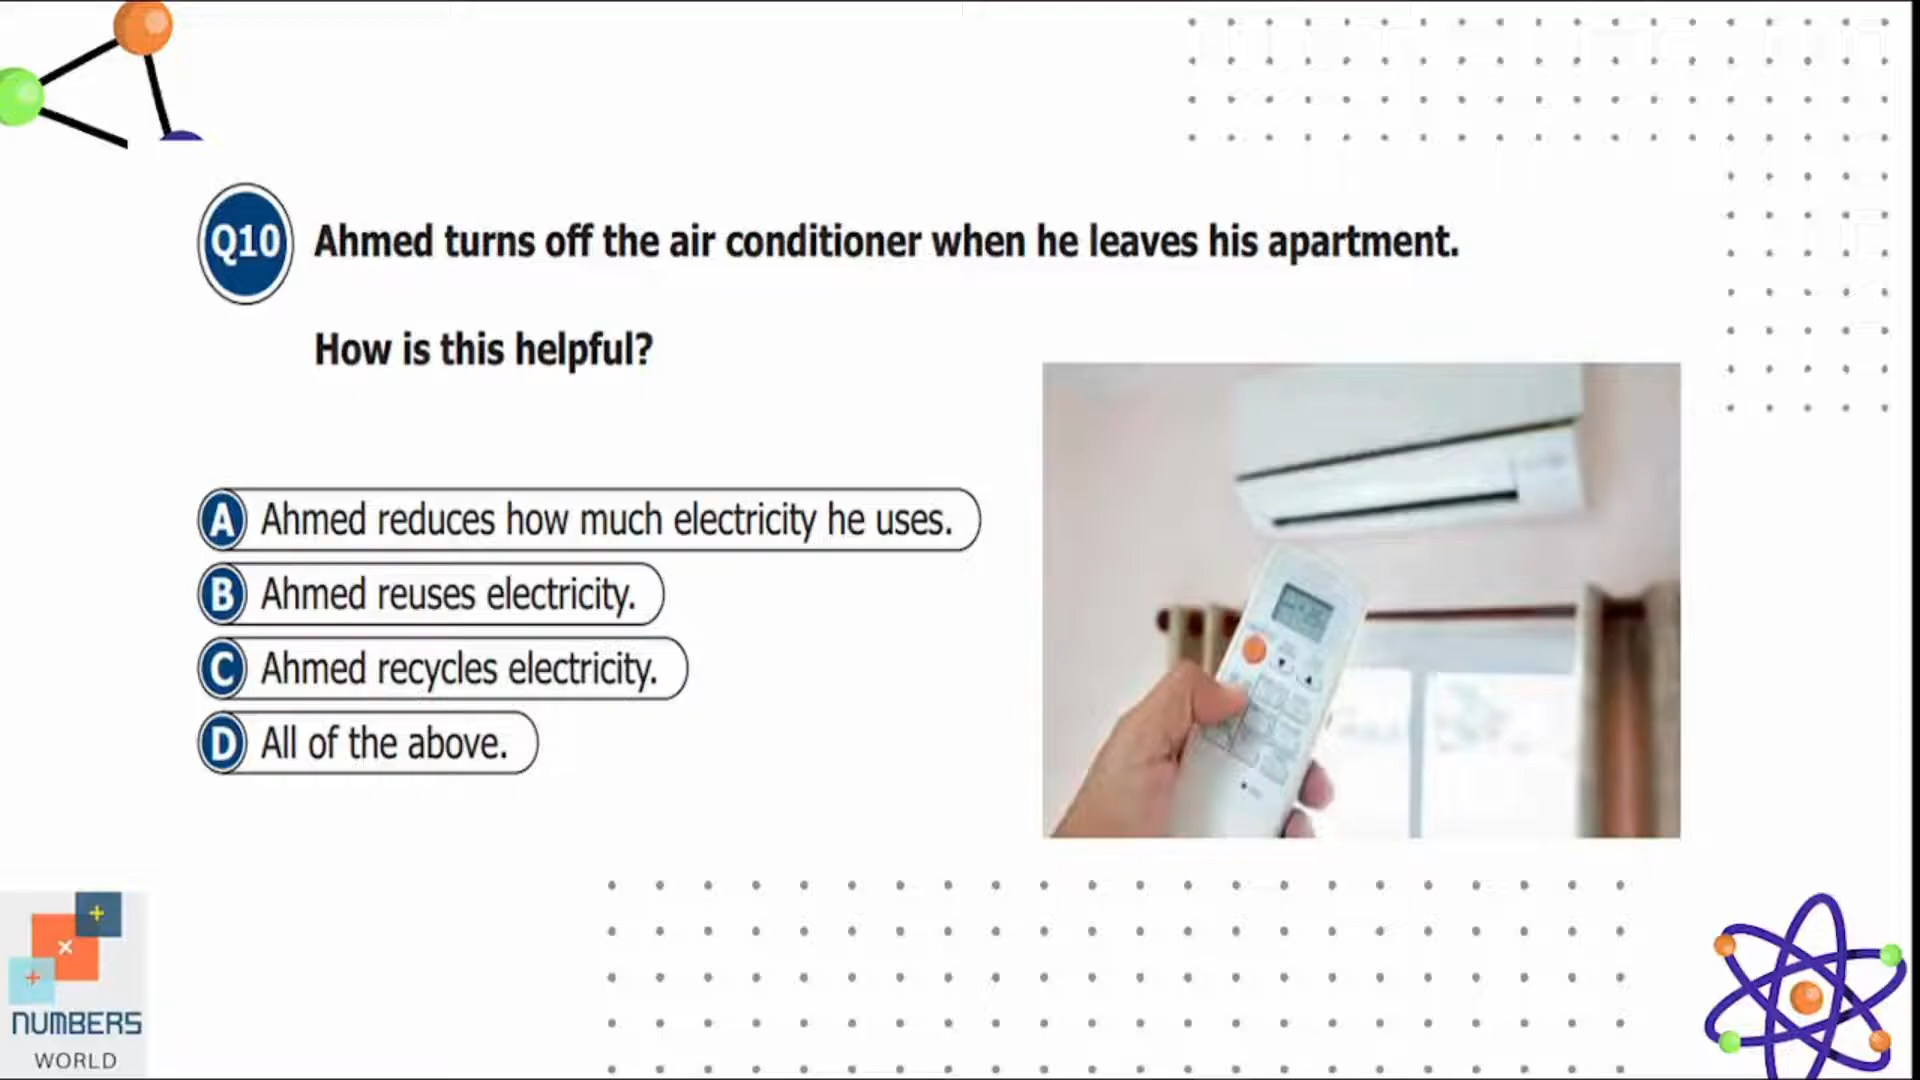 Q10 Ahmed turns off the air conditioner when he leaves his apartment.
How is this helpful?
A Ahmed reduces how much electricity he uses.
B Ahmed reuses electricity.
C Ahmed recycles electricity.
D All of the above.
NUMBERS
WORLD